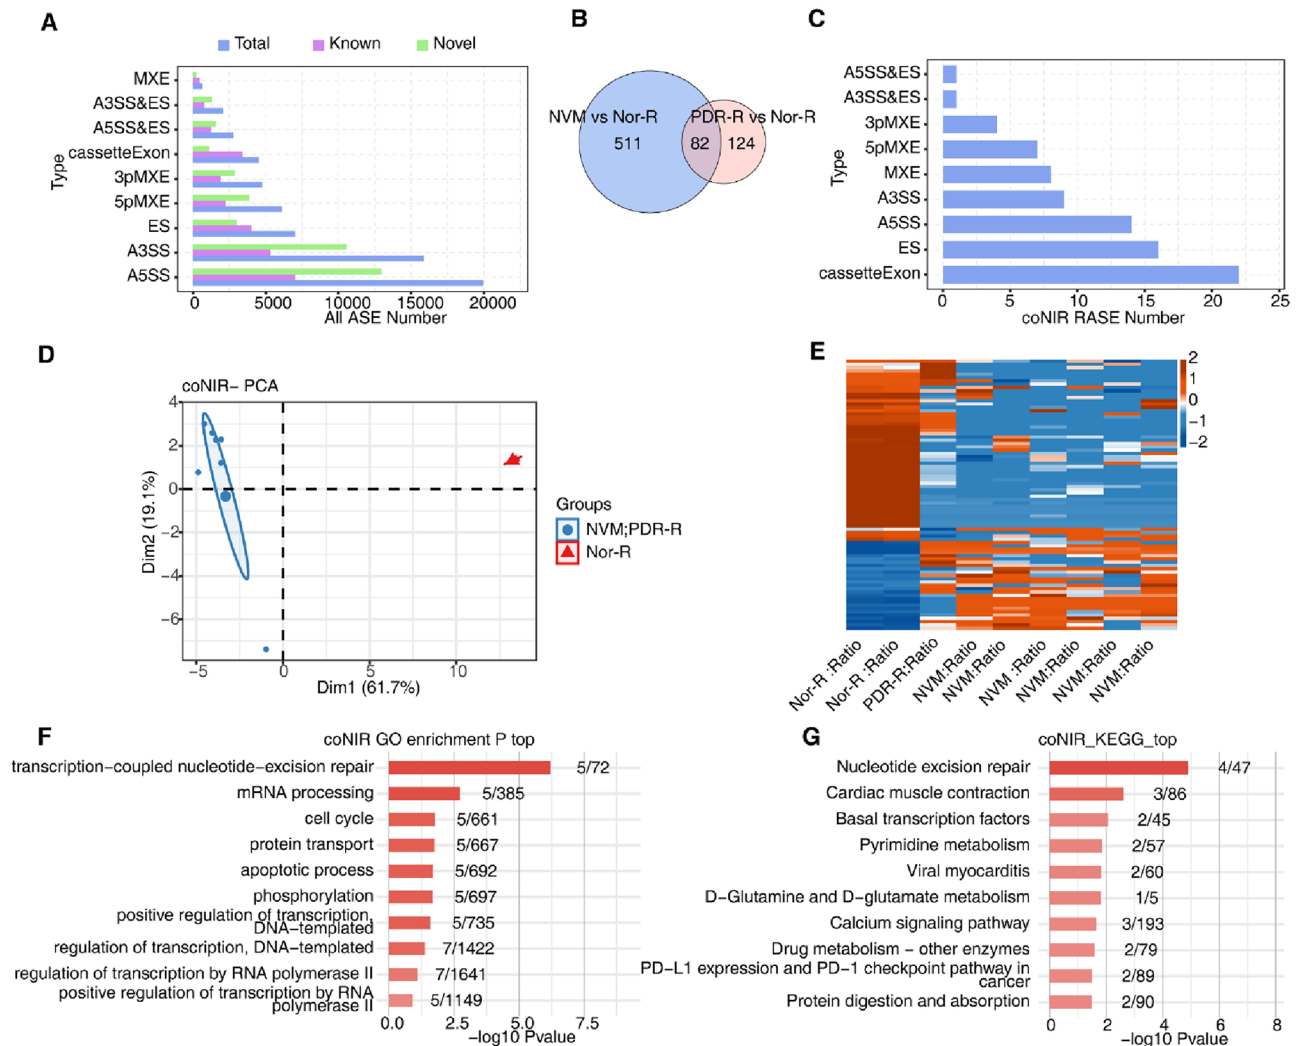 A
Total Known Novel
MXE
A3SS&ES
A5SS&ES
cassetteExon
3pMXE
5pMXE
ES
A3SS
A5SS
Type
0 5000 10000 15000 20000
All ASE Number
B
NVM vs Nor-R PDR-R vs Nor-R
511 82 124
C
A5SS&ES
A3SS&ES
3pMXE
5pMXE
MXE
A3SS
A5SS
ES
cassetteExon
Type
0 5 10 15 20 25
coNIR RASE Number
D
coNIR− PCA
4
2
0
−2
−4
−6
Dim2 (19.1%)
−5 0 5 10
Dim1 (61.7%)
Groups
NVM;PDR-R
Nor-R
E
2
1
0
−1
−2
Nor-R :Ratio
Nor-R :Ratio
PDR-R:Ratio
NVM:Ratio
NVM:Ratio
NVM :Ratio
NVM:Ratio
NVM:Ratio
NVM:Ratio
F
coNIR GO enrichment P top
transcription−coupled nucleotide−excision repair 5/72
mRNA processing 5/385
cell cycle 5/661
protein transport 5/667
apoptotic process 5/692
phosphorylation 5/697
positive regulation of transcription,
DNA−templated 5/735
regulation of transcription, DNA−templated 7/1422
regulation of transcription by RNA polymerase II 7/1641
positive regulation of transcription by RNA
polymerase II 5/1149
0.0 2.5 5.0 7.5
−log10 Pvalue
G
coNIR_KEGG_top
Nucleotide excision repair 4/47
Cardiac muscle contraction 3/86
Basal transcription factors 2/45
Pyrimidine metabolism 2/57
Viral myocarditis 2/60
D−Glutamine and D−glutamate metabolism 1/5
Calcium signaling pathway 3/193
Drug metabolism − other enzymes 2/79
PD−L1 expression and PD−1 checkpoint pathway in
cancer 2/89
Protein digestion and absorption 2/90
0 2 4 6 8
−log10 Pvalue